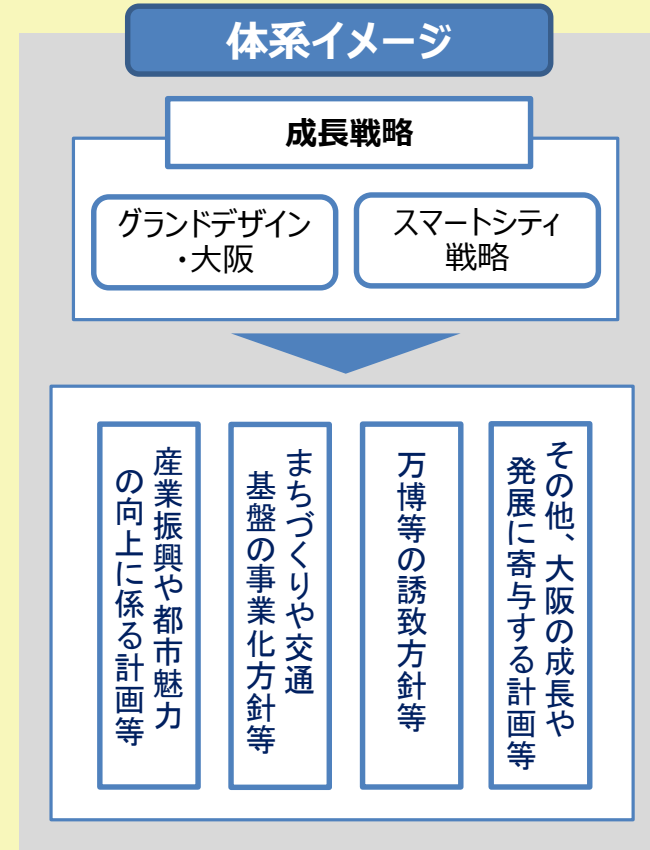 体系イメージ
成長戦略
グランドデザイン
・大阪
スマートシティ
戦略
産業振興や都市魅力
の向上に係る計画等
まちづくりや交通
基盤の事業化方針等
万博等の誘致方針等
その他、大阪の成長や
発展に寄与する計画等